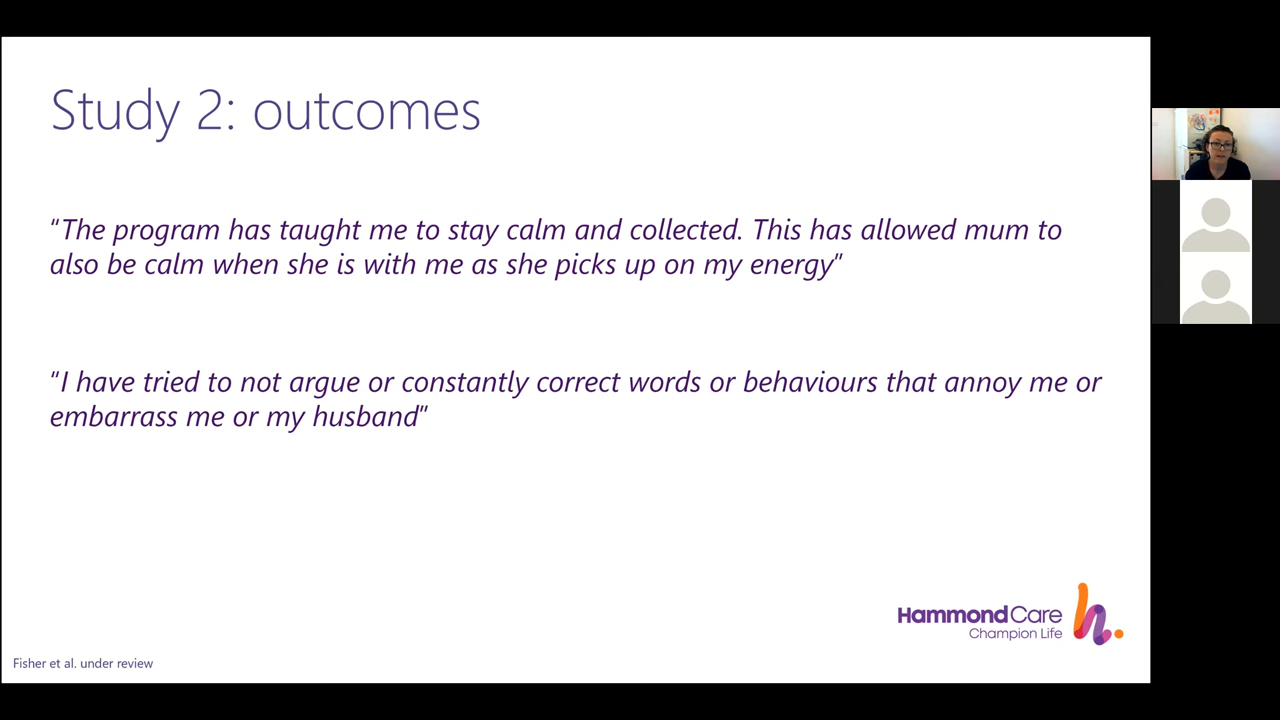 Study 2: outcomes
"The program has taught me to stay calm and collected. This has allowed mum to
also be calm when she is with me as she picks up on my energy"
"I have tried to not argue or constantly correct words or behaviours that annoy me or
embarrass me or my husband"
HammondCare
Champion Life
h.
Fisher et al. under review